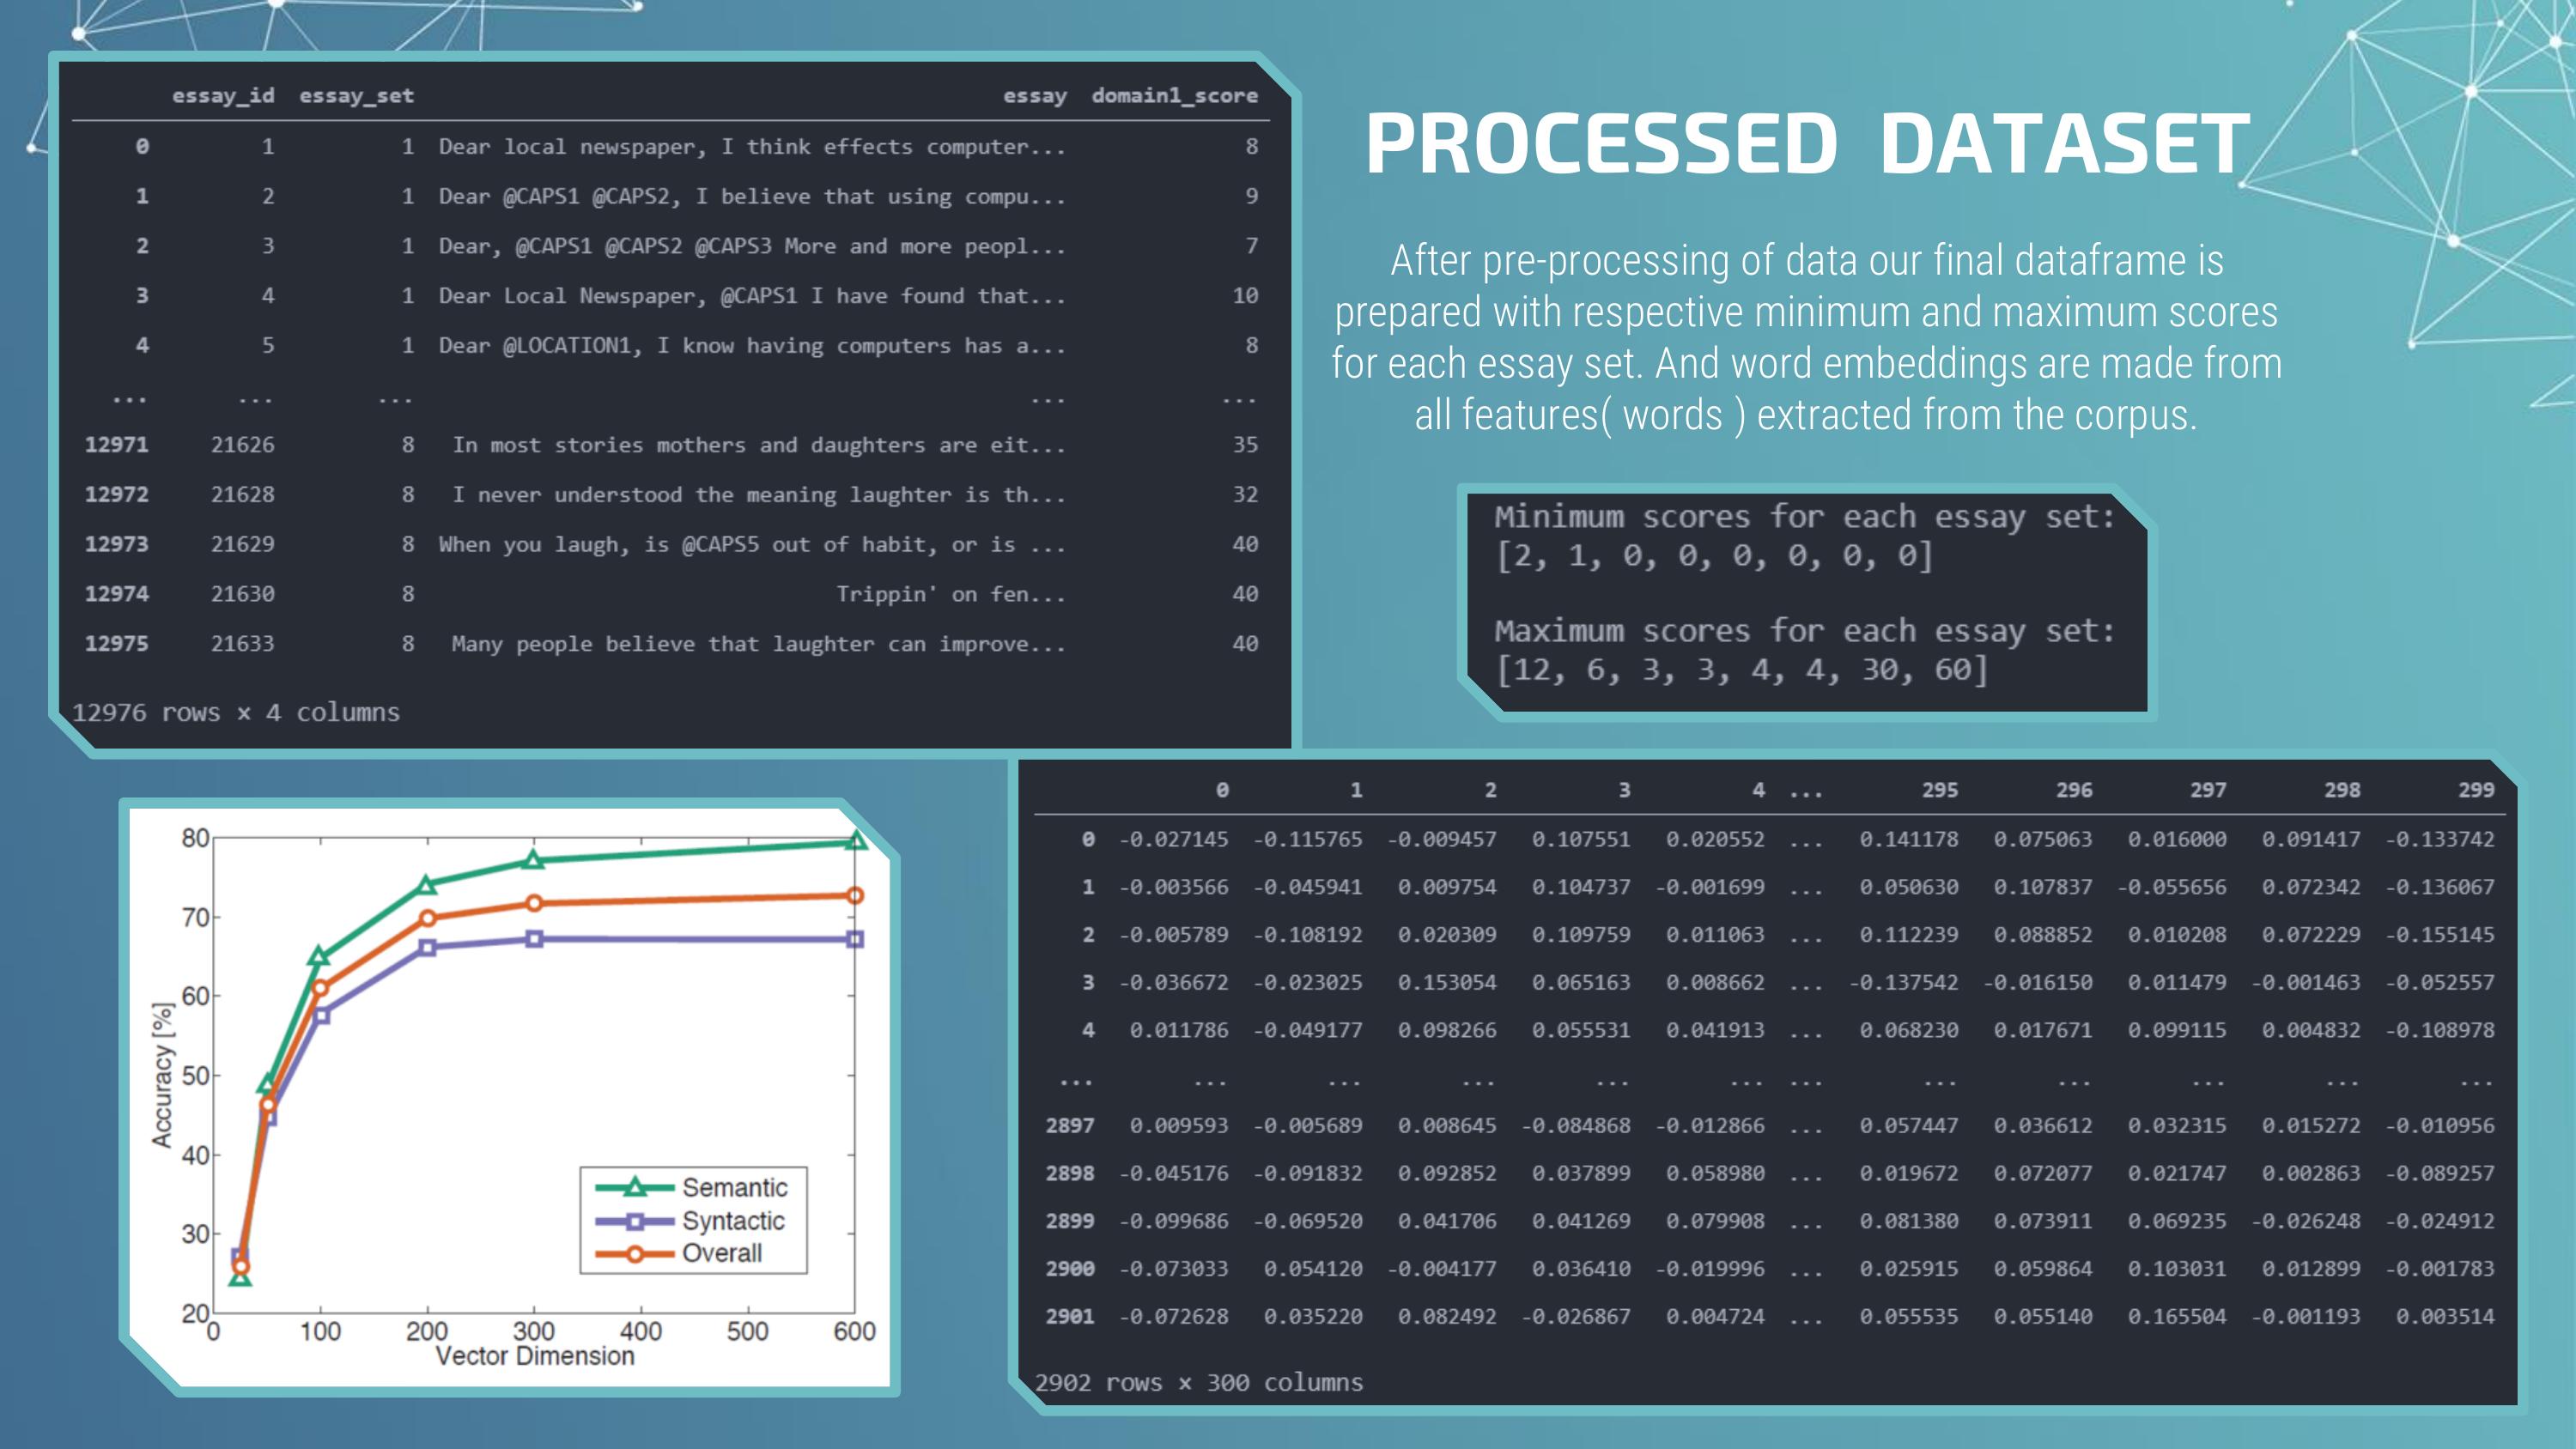 essay_id essay_set essay domain1_score
0 1 1 Dear local newspaper, I think effects computer... 8
1 2 1 Dear @CAPS1 @CAPS2, I believe that using compu... 9
2 3 1 Dear, @CAPS1 @CAPS2 @CAPS3 More and more peopl... 7
3 4 1 Dear Local Newspaper, @CAPS1 I have found that... 10
4 5 1 Dear @LOCATION1, I know having computers has a... 8
... ... ... ... ...
12971 21626 8 In most stories mothers and daughters are eit... 35
12972 21628 8 I never understood the meaning laughter is th... 32
12973 21629 8 When you laugh, is @CAPS5 out of habit, or is ... 40
12974 21630 8 Trippin' on fen... 40
12975 21633 8 Many people believe that laughter can improve... 40
12976 rows × 4 columns
PROCESSED DATASET
After pre-processing of data our final dataframe is
prepared with respective minimum and maximum scores
for each essay set. And word embeddings are made from
all features( words ) extracted from the corpus.
Minimum scores for each essay set:
[2, 1, 0, 0, 0, 0, 0, 0]
Maximum scores for each essay set:
[12, 6, 3, 3, 4, 4, 30, 60]
80
70
60
50
40
30
20
Accuracy [%]
Semantic
Syntactic
Overall
0 100 200 300 400 500 600
Vector Dimension
0 1 2 3 4 ... 295 296 297 298 299
0 -0.027145 -0.115765 -0.009457 0.107551 0.020552 ... 0.141178 0.075063 0.016000 0.091417 -0.133742
1 -0.003566 -0.045941 0.009754 0.104737 -0.001699 ... 0.050630 0.107837 -0.055656 0.072342 -0.136067
2 -0.005789 -0.108192 0.020309 0.109759 0.011063 ... 0.112239 0.088852 0.010208 0.072229 -0.155145
3 -0.036672 -0.023025 0.153054 0.065163 0.008662 ... -0.137542 -0.016150 0.011479 -0.001463 -0.052557
4 0.011786 -0.049177 0.098266 0.055531 0.041913 ... 0.068230 0.017671 0.099115 0.004832 -0.108978
... ... ... ... ... ... ... ... ... ... ... ...
2897 0.009593 -0.005689 0.008645 -0.084868 -0.012866 ... 0.057447 0.036612 0.032315 0.015272 -0.010956
2898 -0.045176 -0.091832 0.092852 0.037899 0.058980 ... 0.019672 0.072077 0.021747 0.002863 -0.089257
2899 -0.099686 -0.069520 0.041706 0.041269 0.079908 ... 0.081380 0.073911 0.069235 -0.026248 -0.024912
2900 -0.073033 0.054120 -0.004177 0.036410 -0.019996 ... 0.025915 0.059864 0.103031 0.012899 -0.001783
2901 -0.072628 0.035220 0.082492 -0.026867 0.004724 ... 0.055535 0.055140 0.165504 -0.001193 0.003514
2902 rows × 300 columns